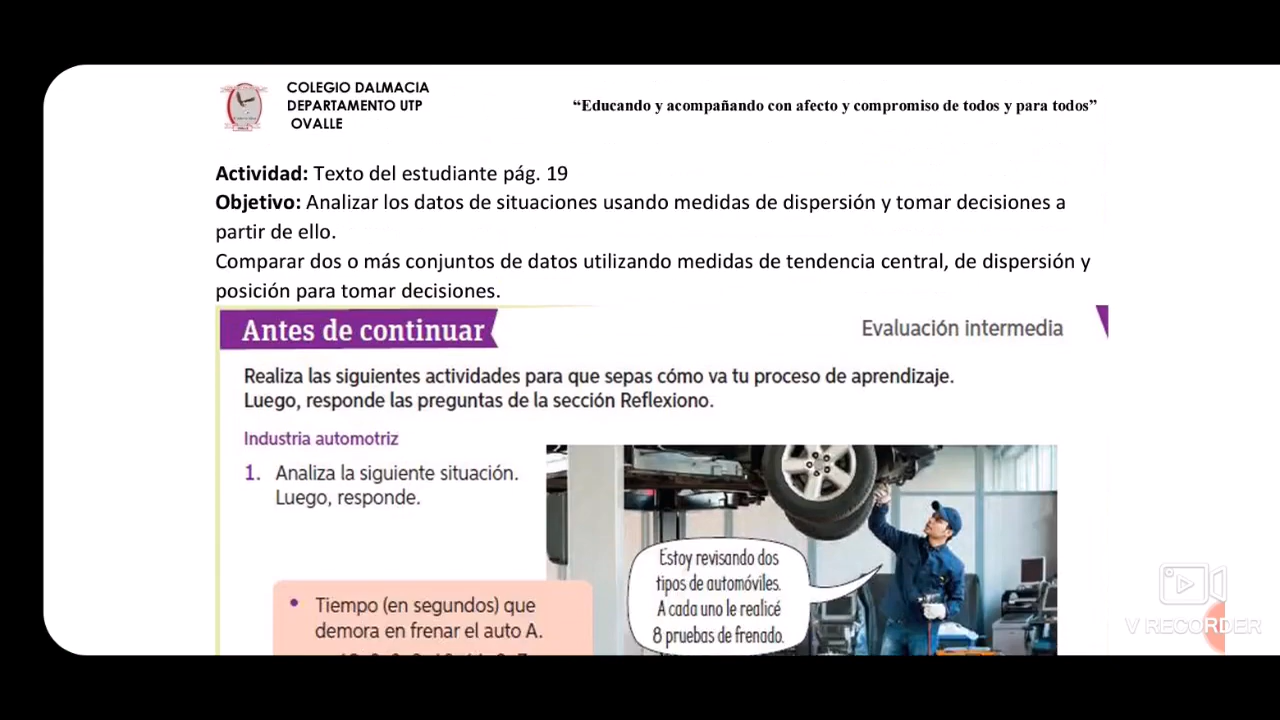 COLEGIO DALMACIA
DEPARTAMENTO UTP
OVALLE
“Educando y acompañando con afecto y compromiso de todos y para todos”
Actividad: Texto del estudiante pág. 19
Objetivo: Analizar los datos de situaciones usando medidas de dispersión y tomar decisiones a
partir de ello.
Comparar dos o más conjuntos de datos utilizando medidas de tendencia central, de dispersión y
posición para tomar decisiones.
Antes de continuar
Evaluación intermedia
Realiza las siguientes actividades para que sepas cómo va tu proceso de aprendizaje.
Luego, responde las preguntas de la sección Reflexiono.
Industria automotriz
1. Analiza la siguiente situación.
Luego, responde.
• Tiempo (en segundos) que
demora en frenar el auto A.
Estoy revisando dos
tipos de automóviles.
A cada uno le realicé
8 pruebas de frenado.
V RECORDER